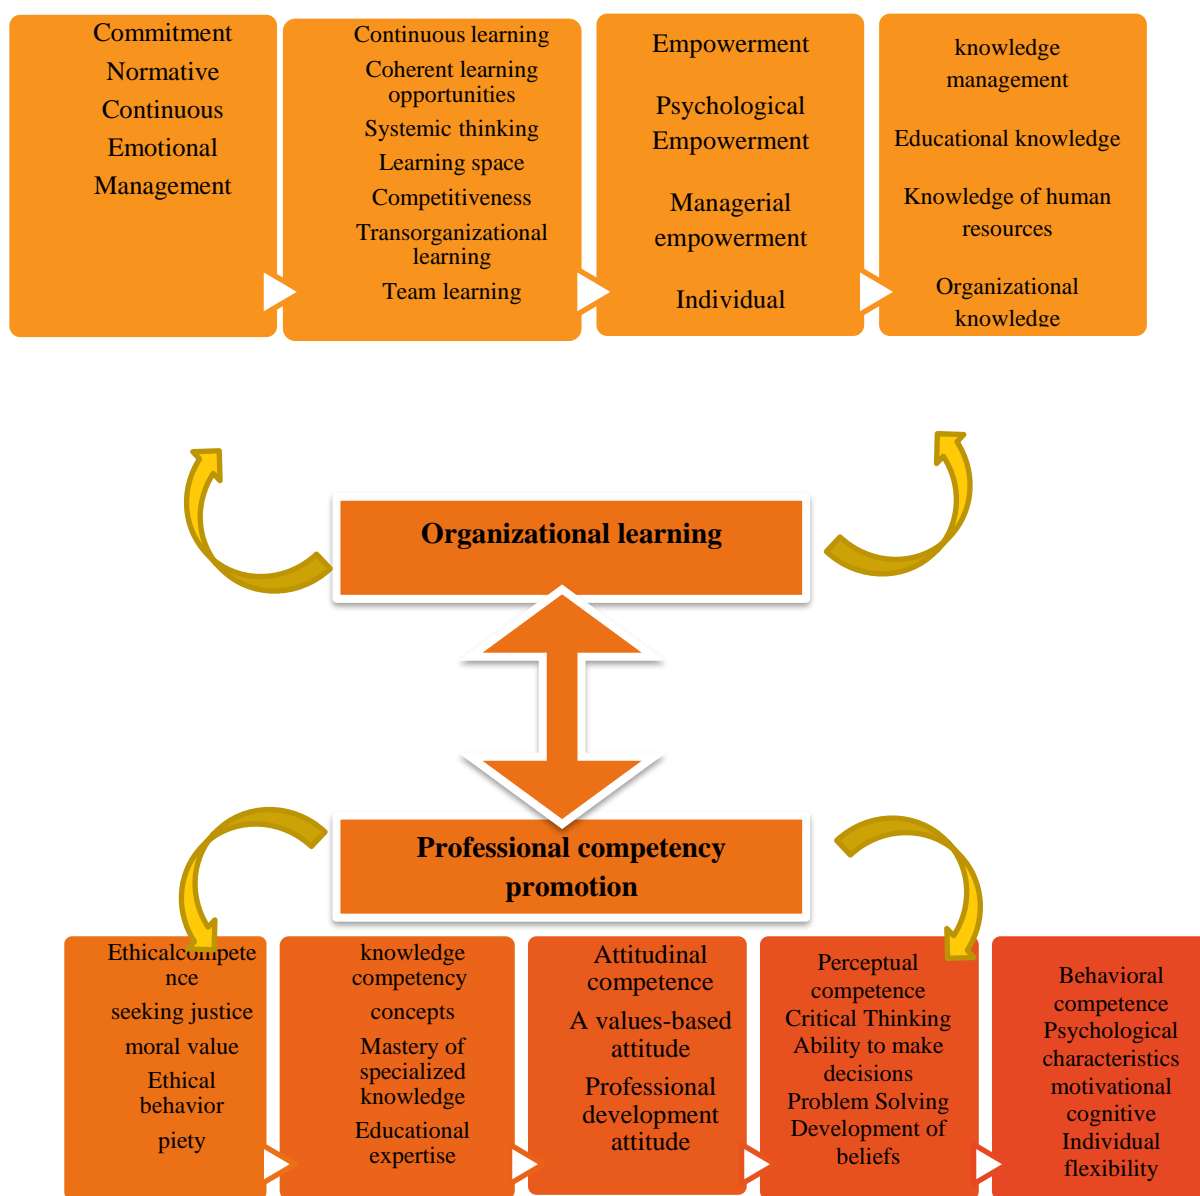 Commitment
Normative
Continuous
Emotional
Management
Continuous learning
Coherent learning
opportunities
Systemic thinking
Learning space
Competitiveness
Transorganizational
learning
Team learning
Empowerment
Psychological
Empowerment
Managerial
empowerment
Individual
knowledge
management
Educational knowledge
Knowledge of human
resources
Organizational
knowledge
Organizational learning
Professional competency
promotion
Ethicalcompete
nce
seeking justice
moral value
Ethical
behavior
piety
knowledge
competency
concepts
Mastery of
specialized
knowledge
Educational
expertise
Attitudinal
competence
A values-based
attitude
Professional
development
attitude
Perceptual
competence
Critical Thinking
Ability to make
decisions
Problem Solving
Development of
beliefs
Behavioral
competence
Psychological
characteristics
motivational
cognitive
Individual
flexibility